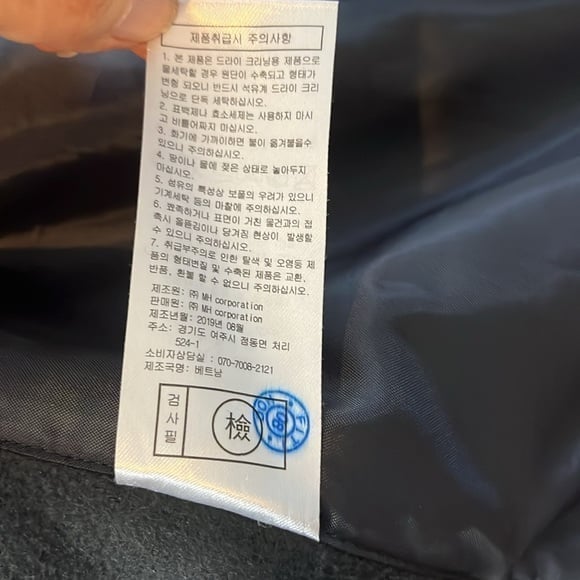 제품취급시 주의사항
1. 본 제품은 드라이 크리닝용 제품으로
물세탁할 경우 원단이 수축되고 형태가
변형 되오니 반드시 석유계 드라이 크리
닝으로 단독 세탁하십시오.
2. 표백제나 효소세제는 사용하지 마시
고 비틀어짜지 마십시오.
3. 화기에 가까이하면 불이 옮겨붙을수
있으니 주의하십시오.
4. 땀이나 물에 젖은 상태로 놓아두지
마십시오.
5. 섬유의 특성상 보풀의 우려가 있으니
기계세탁 등의 마찰에 주의하십시오.
6. 뾰족하거나 표면이 거친 물건과의 접
촉시 올뜯김이나 당겨짐 현상이 발생할
수 있으니 주의하십시오.
7. 취급부주의로 인한 탈색 및 오염등 제
품의 형태변질 및 수축된 제품은 교환,
반품, 환불 할 수 없으니 주의하십시오.
제조원: ㈜ MH corporation
판매원: ㈜ MH corporation
제조년월: 2019년 08월
주소: 경기도 여주시 점동면 처리
524-1
소비자상담실 : 070-7008-2121
제조국명: 베트남
검사필
檢